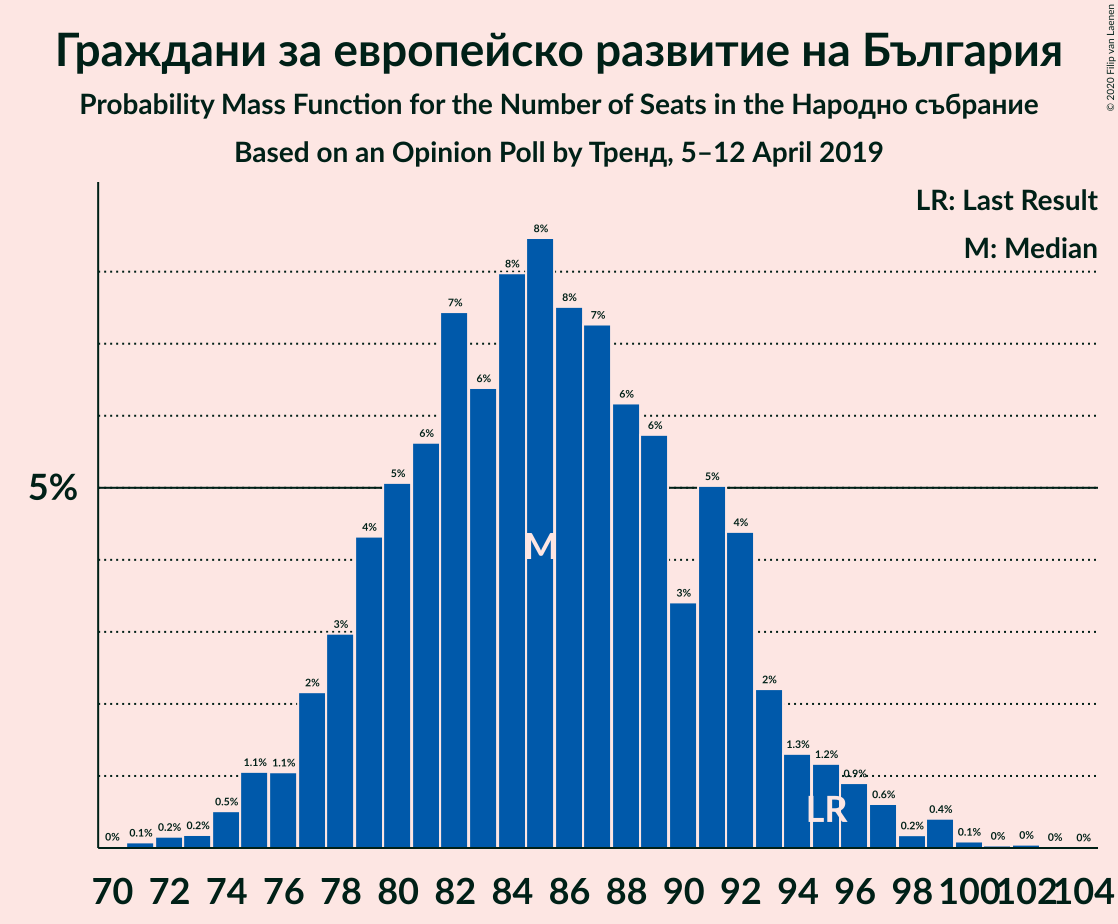 Граждани за европейско развитие на България
Probability Mass Function for the Number of Seats in the Народно събрание
Based on an Opinion Poll by Тренд, 5–12 April 2019
© 2020 Filip van Laenen
LR: Last Result
M: Median
5%
0% 0.1% 0.2% 0.2% 0.5% 1.1% 1.1% 2% 3% 4% 5% 6% 7% 6% 8% 8% 8% 7% 6% 6% 3% 5% 4% 2% 1.3% 1.2% 0.9% 0.6% 0.2% 0.4% 0.1% 0% 0% 0% 0%
M
LR
70 72 74 76 78 80 82 84 86 88 90 92 94 96 98 100 102 104